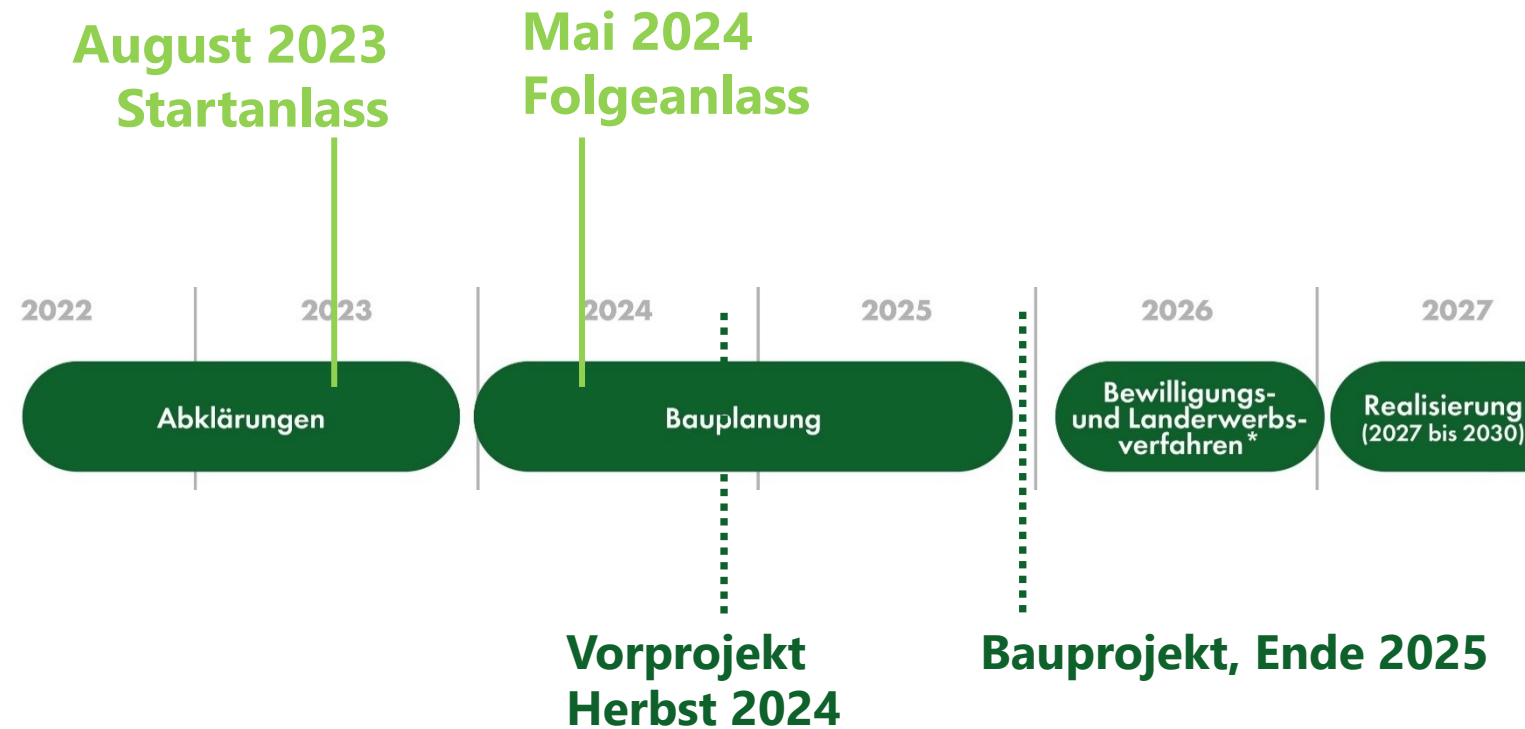 August 2023
Startanlass
Mai 2024
Folgeanlass
2022
2023
2024
2025
2026
2027
Abklärungen
Bauplanung
Bewilligungs-
und Landerwerbs-
verfahren*
Realisierung
(2027 bis 2030)
Vorprojekt
Herbst 2024
Bauprojekt, Ende 2025